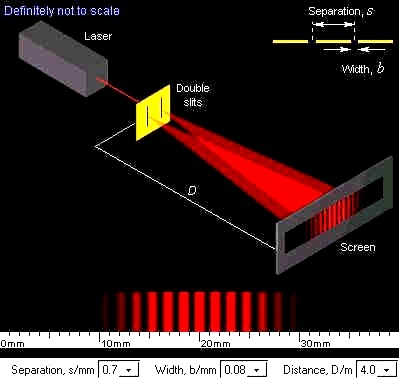 Definitely not to scale
Separation, s
Laser
Width, b
Double
slits
D
Screen
0mm 10mm 20mm 30mm
Separation, s/mm 0.7 Width, b/mm 0.08 Distance, D/m 4.0